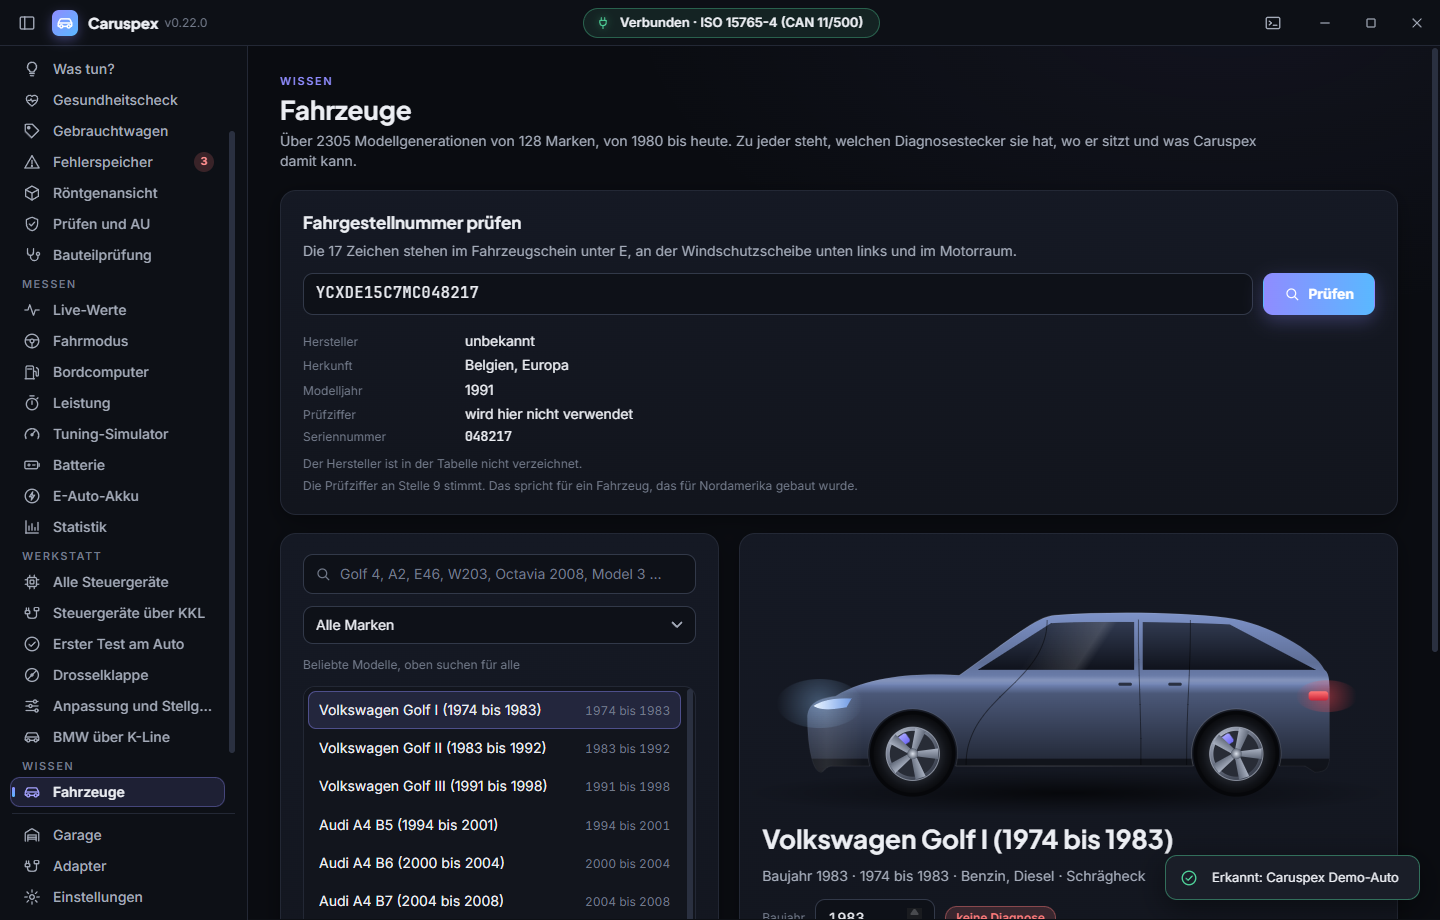 Caruspex v0.22.0
Verbunden · ISO 15765-4 (CAN 11/500)
Was tun?
Gesundheitscheck
Gebrauchtwagen
Fehlerspeicher 3
Röntgenansicht
Prüfen und AU
Bauteilprüfung
MESSEN
Live-Werte
Fahrmodus
Bordcomputer
Leistung
Tuning-Simulator
Batterie
E-Auto-Akku
Statistik
WERKSTATT
Alle Steuergeräte
Steuergeräte über KKL
Erster Test am Auto
Drosselklappe
Anpassung und Stellg...
BMW über K-Line
WISSEN
Fahrzeuge
Garage
Adapter
Einstellungen
WISSEN
Fahrzeuge
Über 2305 Modellgenerationen von 128 Marken, von 1980 bis heute. Zu jeder steht, welchen Diagnosestecker sie hat, wo er sitzt und was Caruspex
damit kann.
Fahrgestellnummer prüfen
Die 17 Zeichen stehen im Fahrzeugschein unter E, an der Windschutzscheibe unten links und im Motorraum.
YCXDE15C7MC048217
Prüfen
Hersteller unbekannt
Herkunft Belgien, Europa
Modelljahr 1991
Prüfziffer wird hier nicht verwendet
Seriennummer 048217
Der Hersteller ist in der Tabelle nicht verzeichnet.
Die Prüfziffer an Stelle 9 stimmt. Das spricht für ein Fahrzeug, das für Nordamerika gebaut wurde.
Golf 4, A2, E46, W203, Octavia 2008, Model 3 ...
Alle Marken
Beliebte Modelle, oben suchen für alle
Volkswagen Golf I (1974 bis 1983) 1974 bis 1983
Volkswagen Golf II (1983 bis 1992) 1983 bis 1992
Volkswagen Golf III (1991 bis 1998) 1991 bis 1998
Audi A4 B5 (1994 bis 2001) 1994 bis 2001
Audi A4 B6 (2000 bis 2004) 2000 bis 2004
Audi A4 B7 (2004 bis 2008) 2004 bis 2008
Volkswagen Golf I (1974 bis 1983)
Baujahr 1983 · 1974 bis 1983 · Benzin, Diesel · Schrägheck
Baujahr 1983 keine Diagnose
Erkannt: Caruspex Demo-Auto